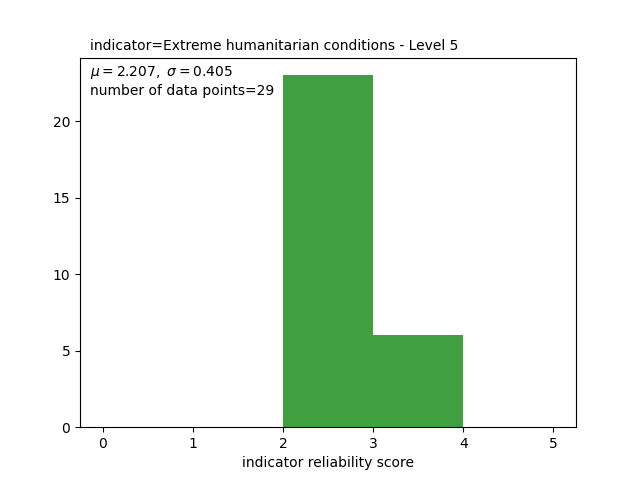 indicator=Extreme humanitarian conditions - Level 5
μ = 2.207, σ = 0.405
number of data points=29
20
15
10
5
0
0 1 2 3 4 5
indicator reliability score